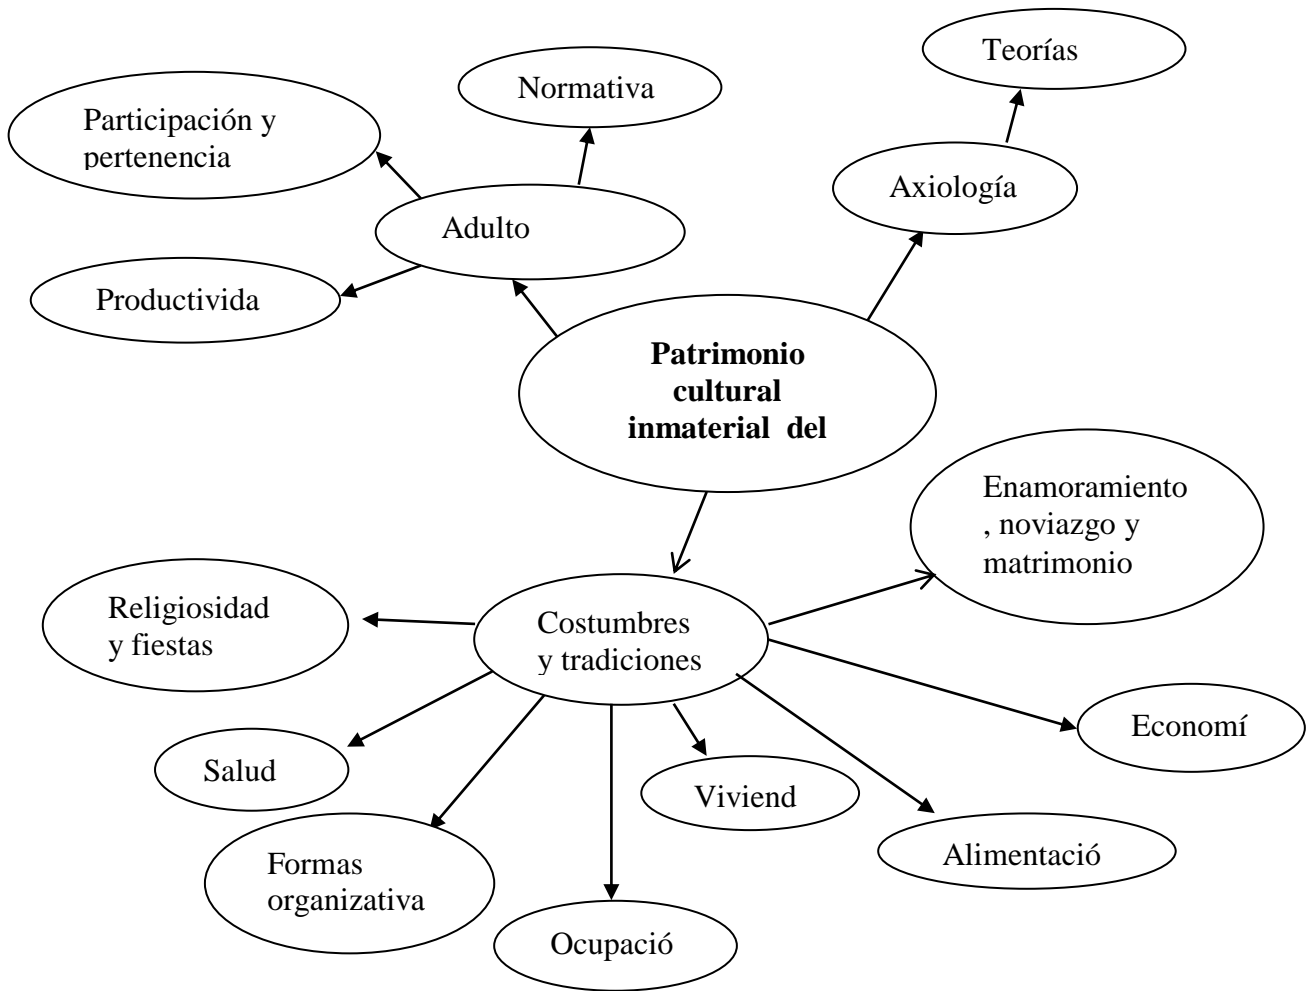 Teorías
Normativa
Participación y
pertenencia
Axiología
Adulto
Productivida
Patrimonio
cultural
inmaterial del
Enamoramiento
, noviazgo y
matrimonio
Religiosidad
y fiestas
Costumbres
y tradiciones
Economí
Salud
Viviend
Alimentació
Formas
organizativa
Ocupació